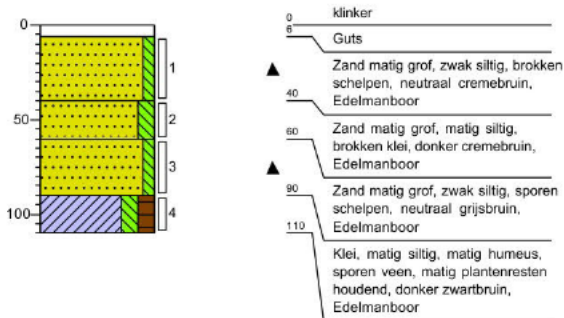 0
50
100
1
2
3
4
0
klinker
6
Guts
Zand matig grof, zwak siltig, brokken
schelpen, neutraal cremebruin,
Edelmanboor
40
Zand matig grof, matig siltig,
brokken klei, donker cremebruin,
Edelmanboor
60
Zand matig grof, zwak siltig, sporen
schelpen, neutraal grijsbruin,
Edelmanboor
90
Klei, matig siltig, matig humeus,
sporen veen, matig plantenresten
houdend, donker zwartbruin,
Edelmanboor
110